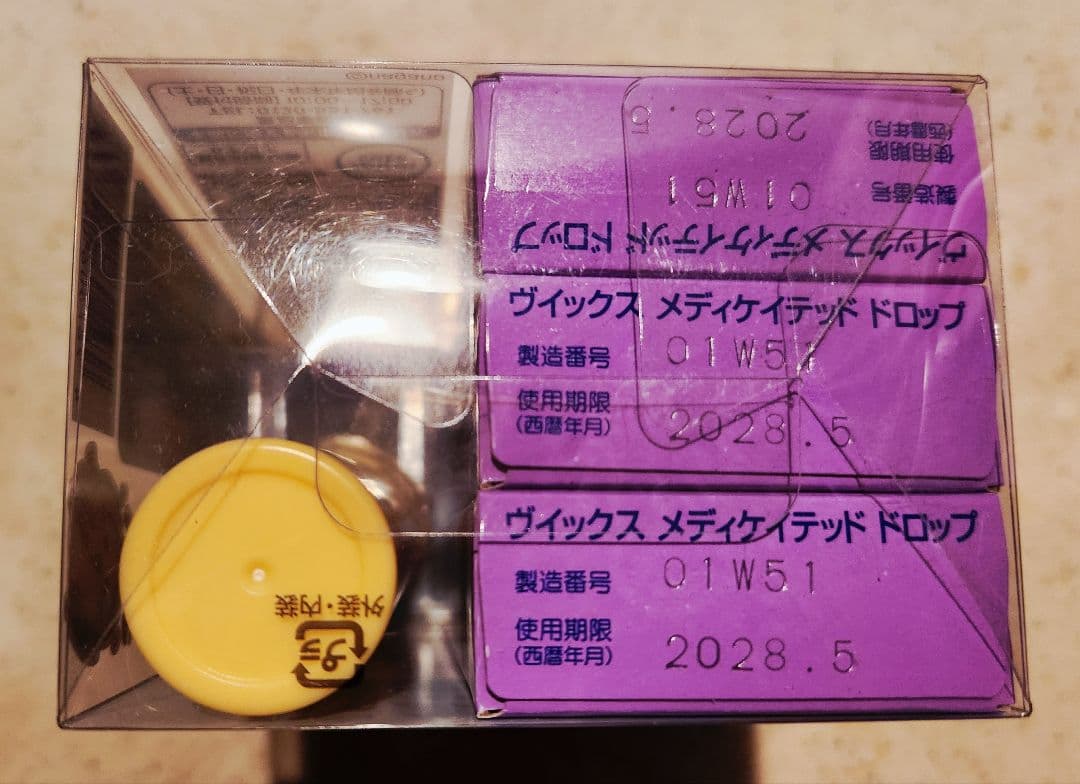 ヴイックス メディケイテッド ドロップ
製造番号 01W51
使用期限
(西暦年月) 2028.5
ヴイックス メディケイテッド ドロップ
製造番号 01W51
使用期限
(西暦年月) 2028.5
ヴイックス メディケイテッド ドロップ
製造番号 01W51
使用期限
(西暦年月) 2028.5
外装・内装
プラ